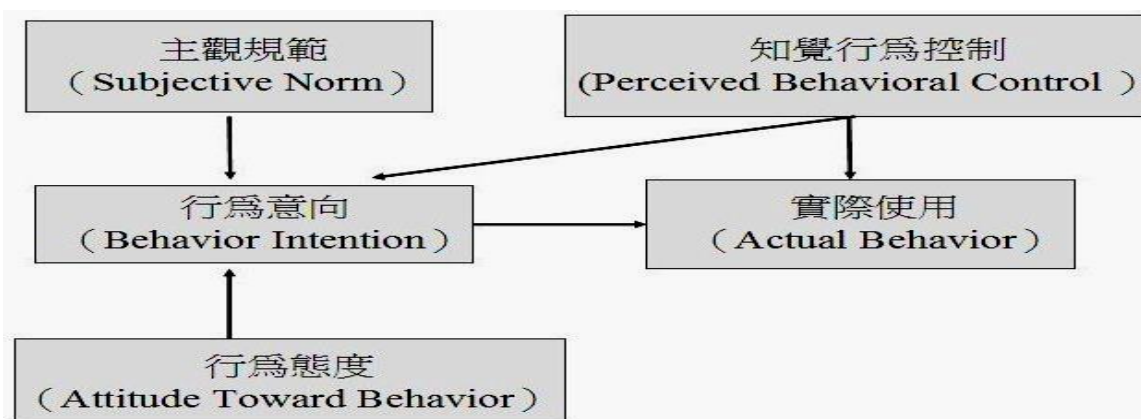 主觀規範
（Subjective Norm）
知覺行爲控制
(Perceived Behavioral Control ）
行爲意向
（Behavior Intention）
實際使用
（Actual Behavior）
行爲態度
（Attitude Toward Behavior）